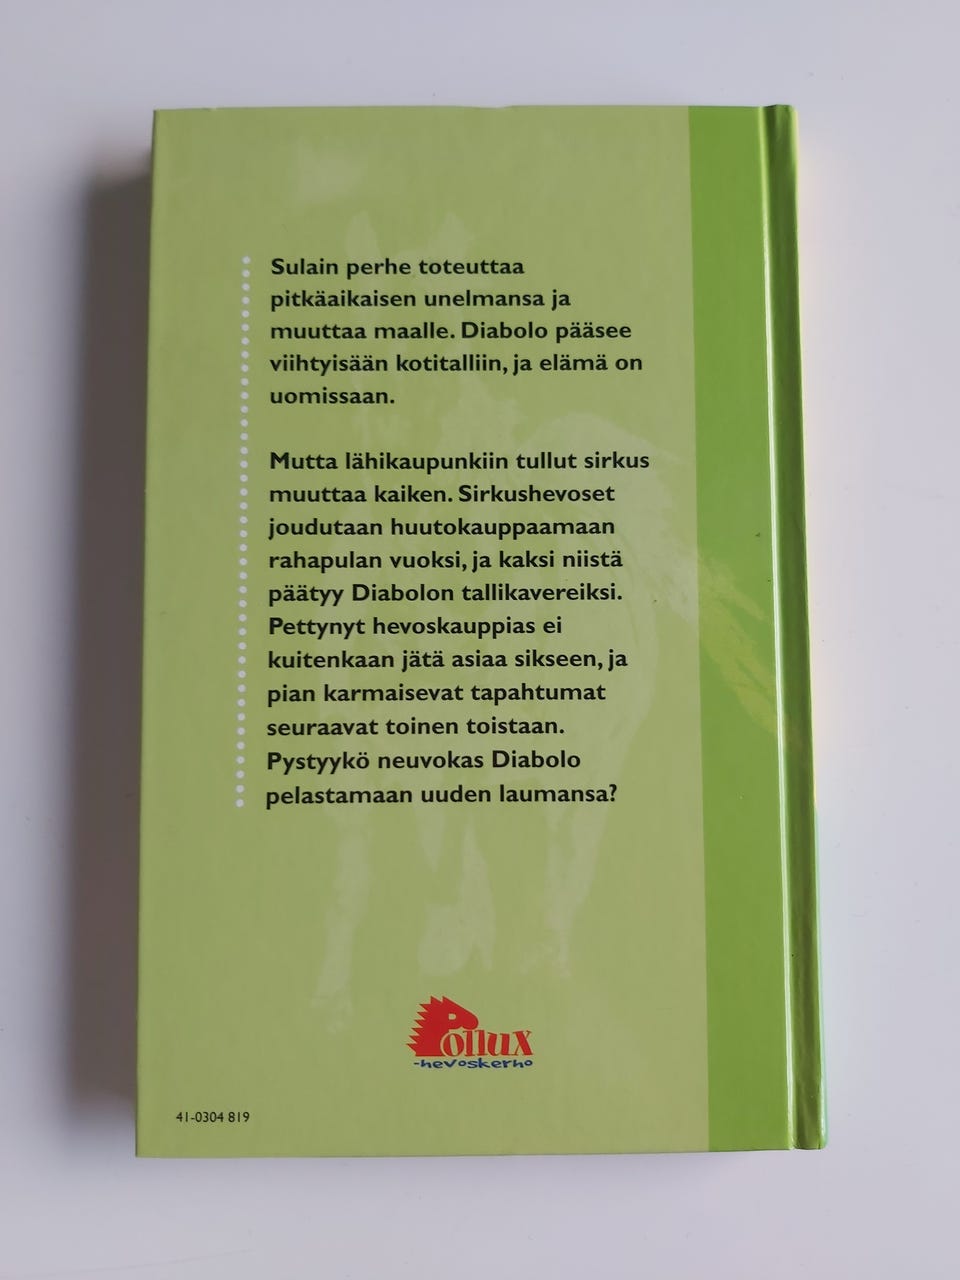 Sulain perhe toteuttaa
pitkäaikaisen unelmansa ja
muuttaa maalle. Diabolo pääsee
viihtyisään kotitalliin, ja elämä on
uomissaan.
Mutta lähikaupunkiin tullut sirkus
muuttaa kaiken. Sirkushevoset
joudutaan huutokauppaamaan
rahapulan vuoksi, ja kaksi niistä
päätyy Diabolon tallikavereiksi.
Pettynyt hevoskauppias ei
kuitenkaan jätä asiaa sikseen, ja
pian karmaisevat tapahtumat
seuraavat toinen toistaan.
Pystyykö neuvokas Diabolo
pelastamaan uuden laumansa?
Pollux
-hevoskerho
41-0304 819